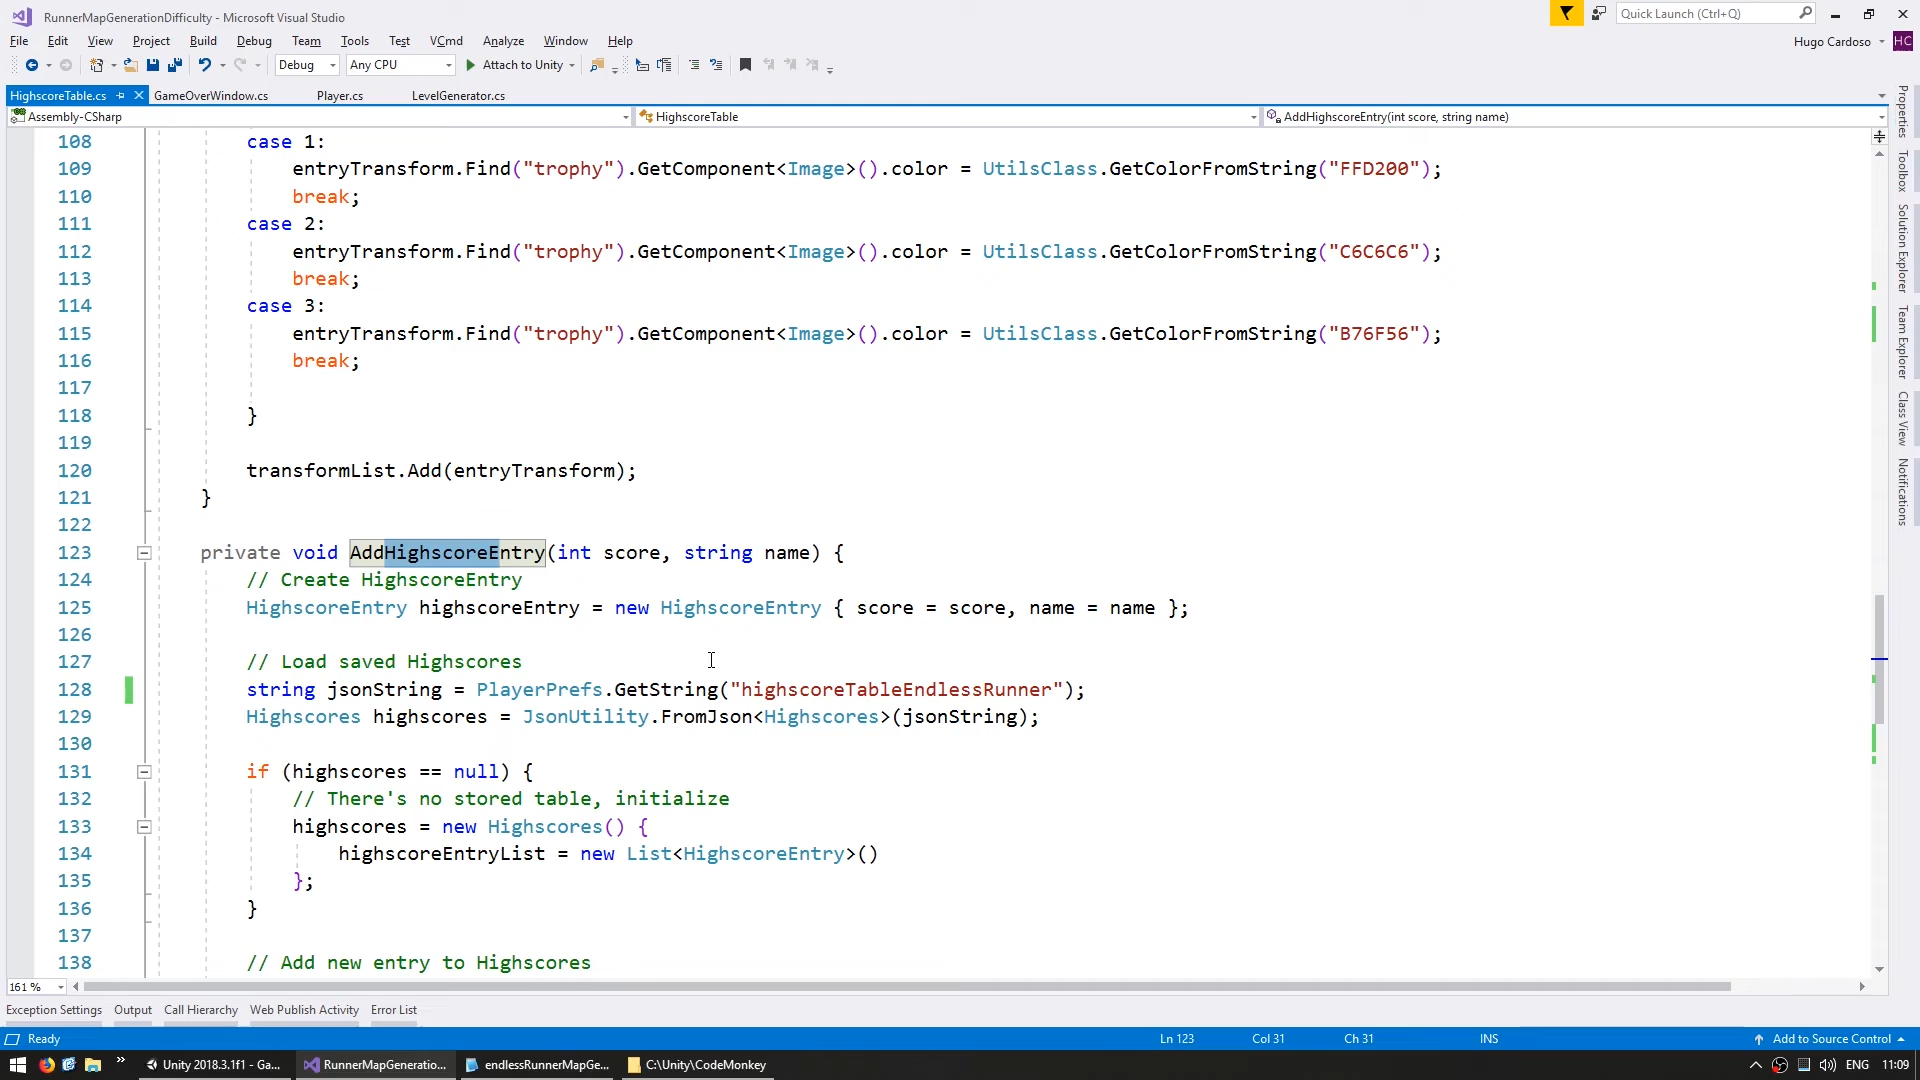 RunnerMapGenerationDifficulty - Microsoft Visual Studio
Quick Launch (Ctrl+Q)
File Edit View Project Build Debug Team Tools Test VCmd Analyze Window Help
Hugo Cardoso HC
Debug Any CPU Attach to Unity
HighscoreTable.cs GameOverWindow.cs Player.cs LevelGenerator.cs
Assembly-CSharp HighscoreTable AddHighscoreEntry(int score, string name)
108 case 1:
109 entryTransform.Find("trophy").GetComponent<Image>().color = UtilsClass.GetColorFromString("FFD200");
110 break;
111 case 2:
112 entryTransform.Find("trophy").GetComponent<Image>().color = UtilsClass.GetColorFromString("C6C6C6");
113 break;
114 case 3:
115 entryTransform.Find("trophy").GetComponent<Image>().color = UtilsClass.GetColorFromString("B76F56");
116 break;
117
118 }
119
120 transformList.Add(entryTransform);
121 }
122
123 private void AddHighscoreEntry(int score, string name) {
124 // Create HighscoreEntry
125 HighscoreEntry highscoreEntry = new HighscoreEntry { score = score, name = name };
126
127 // Load saved Highscores
128 string jsonString = PlayerPrefs.GetString("highscoreTableEndlessRunner");
129 Highscores highscores = JsonUtility.FromJson<Highscores>(jsonString);
130
131 if (highscores == null) {
132 // There's no stored table, initialize
133 highscores = new Highscores() {
134 highscoreEntryList = new List<HighscoreEntry>()
135 };
136 }
137
138 // Add new entry to Highscores
Properties
Toolbox
Solution Explorer
Team Explorer
Class View
Notifications
161 %
Exception Settings Output Call Hierarchy Web Publish Activity Error List
Ready Ln 123 Col 31 Ch 31 INS Add to Source Control
Unity 2018.3.1f1 - Ga... RunnerMapGeneratio... endlessRunnerMapGe... C:\Unity\CodeMonkey ENG 11:09